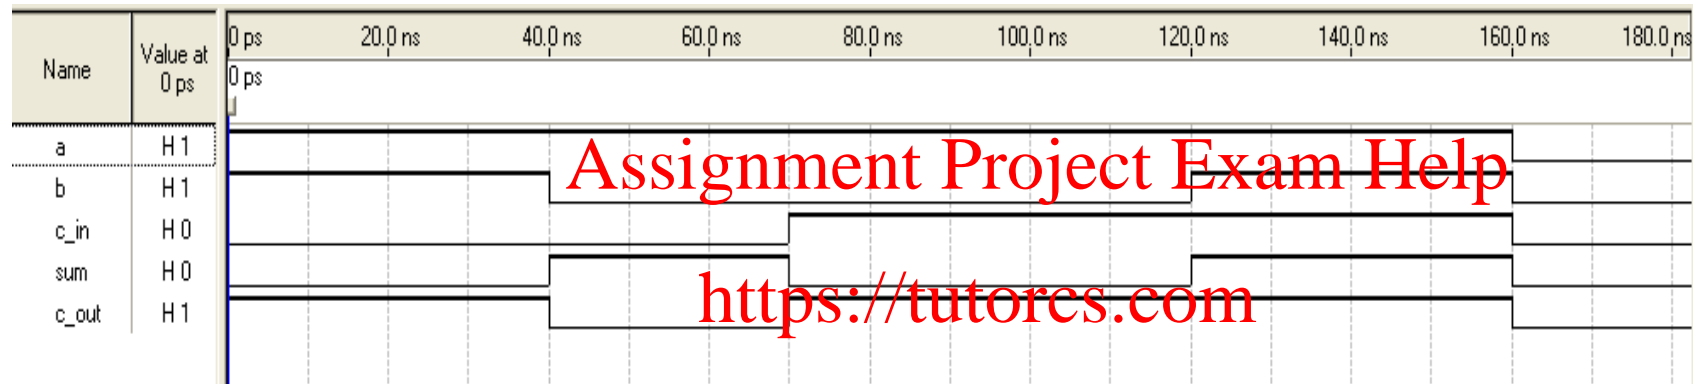 Name Value at 0 ps
0 ps 20.0 ns 40.0 ns 60.0 ns 80.0 ns 100.0 ns 120.0 ns 140.0 ns 160.0 ns 180.0 ns
0 ps
a H 1
b H 1
c_in H 0
sum H 0
c_out H 1
Assignment Project Exam Help
https://tutorcs.com